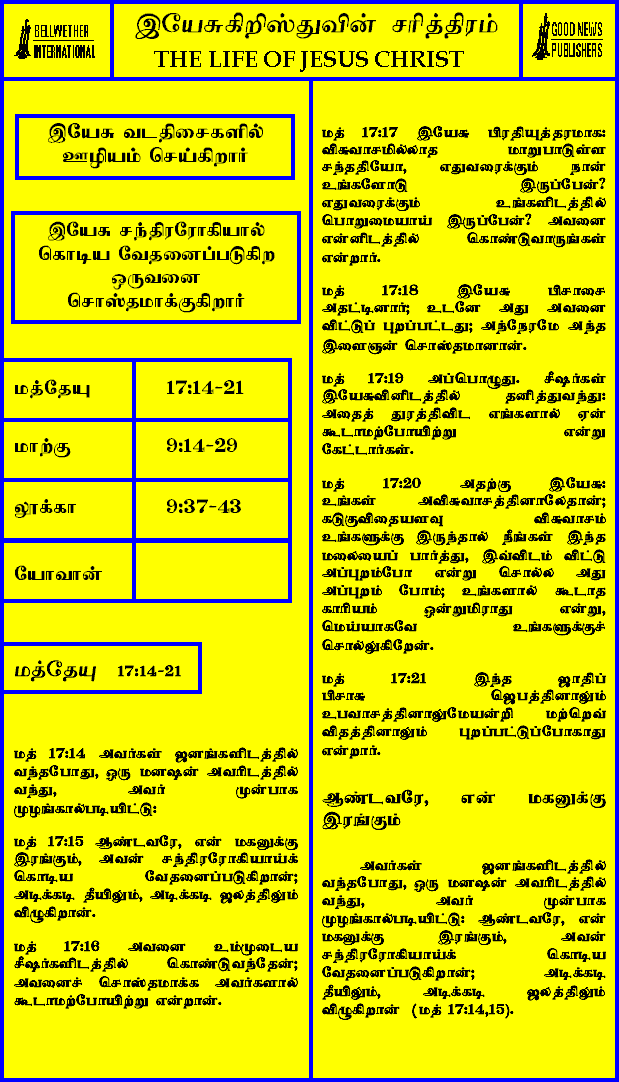 BELLWETHER
INTERNATIONAL
இயேசுகிறிஸ்துவின் சரித்திரம்
THE LIFE OF JESUS CHRIST
GOOD NEWS
PUBLISHERS
இயேசு வடதிசைகளில்
ஊழியம் செய்கிறார்
இயேசு சந்திரரோகியால்
கொடிய வேதனைப்படுகிற
ஒருவனை
சொஸ்தமாக்குகிறார்
மத்தேயு 17:14-21
மாற்கு 9:14-29
லூக்கா 9:37-43
யோவான்
மத்தேயு 17:14-21
மத் 17:14 அவர்கள் ஜனங்களிடத்தில்
வந்தபோது, ஒரு மனஷன் அவரிடத்தில்
வந்து, அவர் முன்பாக
முழங்கால்படியிட்டு:
மத் 17:15 ஆண்டவரே, என் மகனுக்கு
இரங்கும், அவன் சந்திரரோகியாய்க்
கொடிய வேதனைப்படுகிறான்;
அடிக்கடி தீயிலும், அடிக்கடி ஜலத்திலும்
விழுகிறான்.
மத் 17:16 அவனை உம்முடைய
சீஷர்களிடத்தில் கொண்டுவந்தேன்;
அவனைச் சொஸ்தமாக்க அவர்களால்
கூடாமற்போயிற்று என்றான்.
மத் 17:17 இயேசு பிரதியுத்தரமாக:
விசுவாசமில்லாத மாறுபாடுள்ள
சந்ததியே, எதுவரைக்கும் நான்
உங்களோடு இருப்பேன்?
எதுவரைக்கும் உங்களிடத்தில்
பொறுமையாய் இருப்பேன்? அவனை
என்னிடத்தில் கொண்டுவாருங்கள்
என்றார்.
மத் 17:18 இயேசு பிசாசை
அதட்டினார்; உடனே அது அவனை
விட்டுப் புறப்பட்டது; அந்நேரமே அந்த
இளைஞன் சொஸ்தமானான்.
மத் 17:19 அப்பொழுது. சீஷர்கள்
இயேசுவினிடத்தில் தனித்துவந்து:
அதைத் துரத்திவிட எங்களால் ஏன்
கூடாமற்போயிற்று என்று
கேட்டார்கள்.
மத் 17:20 அதற்கு இயேசு:
உங்கள் அவிசுவாசத்தினாலேதான்;
கடுகுவிதையளவு விசுவாசம்
உங்களுக்கு இருந்தால் நீங்கள் இந்த
மலையைப் பார்த்து, இவ்விடம் விட்டு
அப்புறம்போ என்று சொல்ல அது
அப்புறம் போம்; உங்களால் கூடாத
காரியம் ஒன்றுமிராது என்று,
மெய்யாகவே உங்களுக்குச்
சொல்லுகிறேன்.
மத் 17:21 இந்த ஜாதிப்
பிசாசு ஜெபத்தினாலும்
உபவாசத்தினாலுமேயன்றி மற்றெவ்
விதத்தினாலும் புறப்பட்டுப்போகாது
என்றார்.
ஆண்டவரே, என் மகனுக்கு
இரங்கும்
அவர்கள் ஜனங்களிடத்தில்
வந்தபோது, ஒரு மனஷன் அவரிடத்தில்
வந்து, அவர் முன்பாக
முழங்கால்படியிட்டு: ஆண்டவரே, என்
மகனுக்கு இரங்கும், அவன்
சந்திரரோகியாய்க் கொடிய
வேதனைப்படுகிறான்; அடிக்கடி
தீயிலும், அடிக்கடி ஜலத்திலும்
விழுகிறான் (மத் 17:14,15).